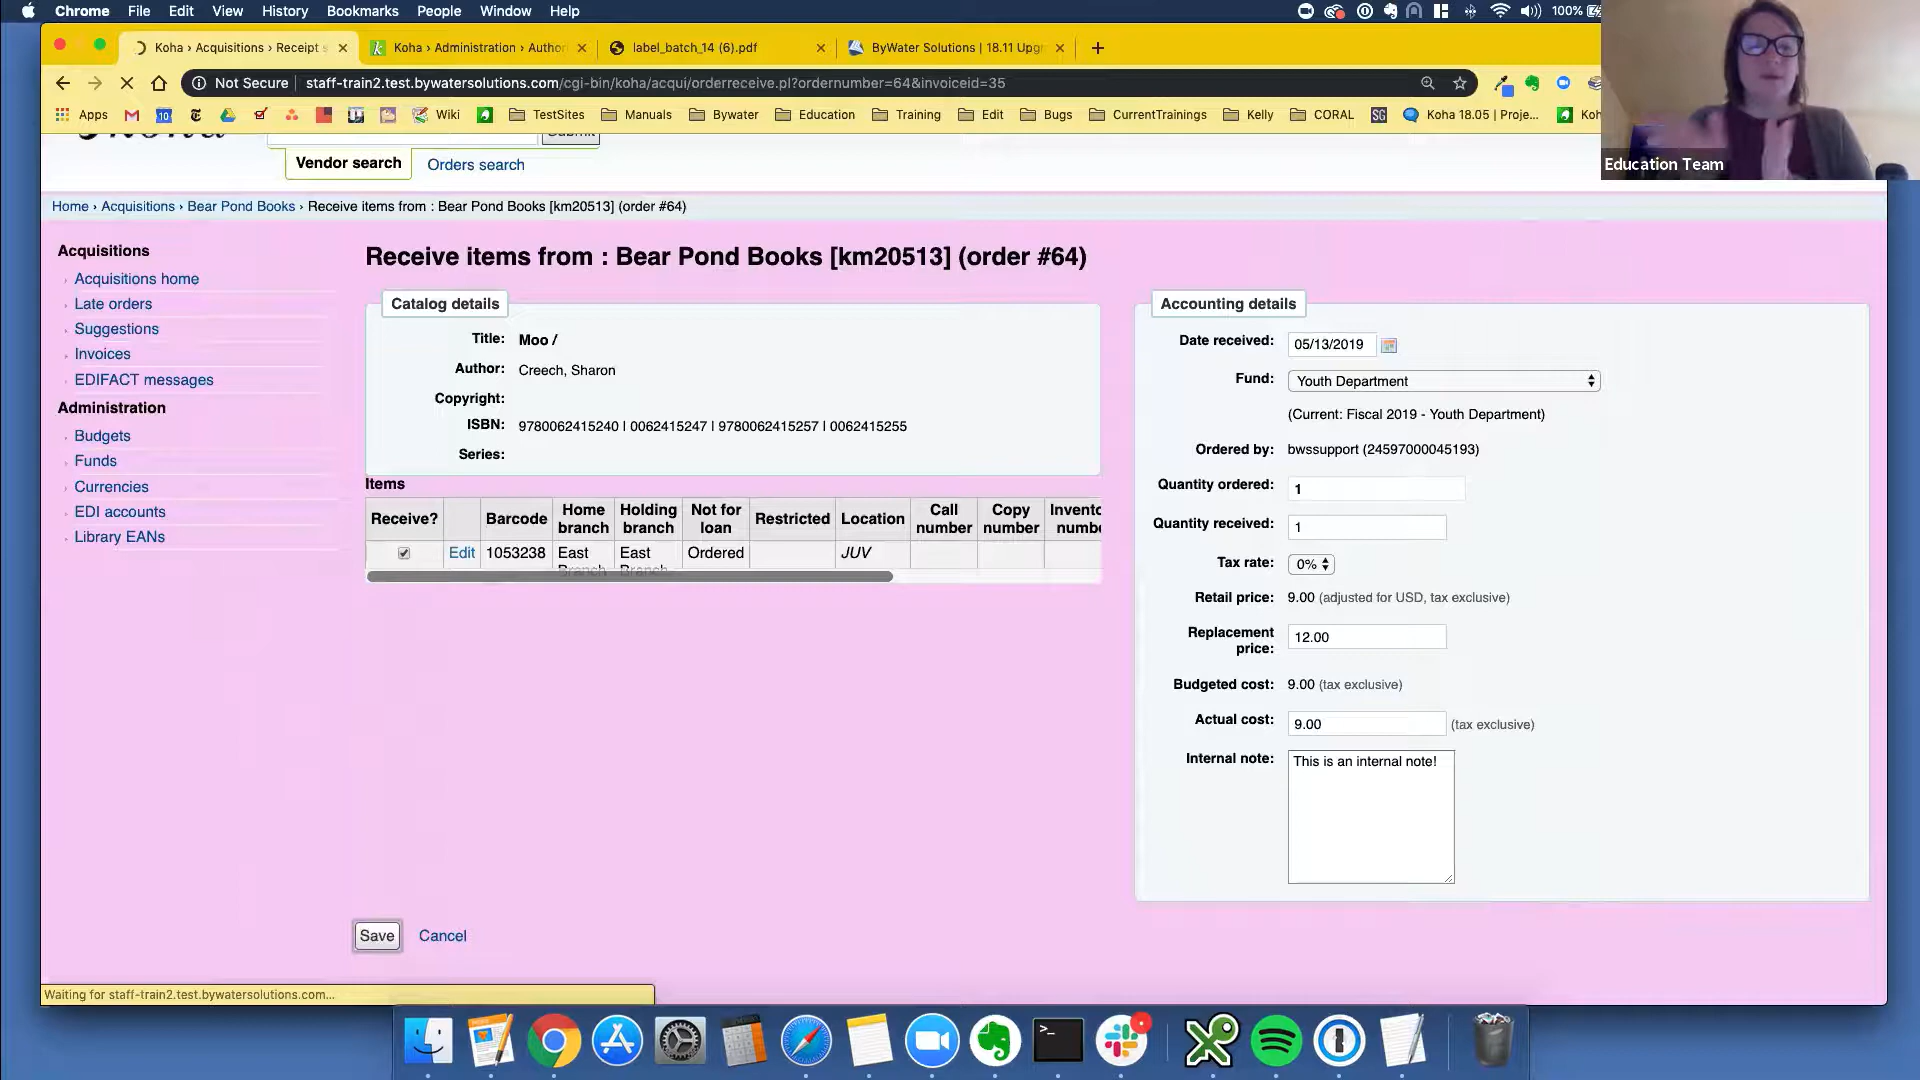 Chrome File Edit View History Bookmarks People Window Help 100%
Koha › Acquisitions › Receipt s
Koha › Administration › Author
label_batch_14 (6).pdf
ByWater Solutions | 18.11 Upgr
Not Secure staff-train2.test.bywatersolutions.com/cgi-bin/koha/acqui/orderreceive.pl?ordernumber=64&invoiceid=35
Apps 10 Wiki TestSites Manuals Bywater Education Training Edit Bugs CurrentTrainings Kelly CORAL SG Koha 18.05 | Proje... Koh
Education Team
Vendor search Orders search
Home › Acquisitions › Bear Pond Books › Receive items from : Bear Pond Books [km20513] (order #64)
Acquisitions
Acquisitions home
Late orders
Suggestions
Invoices
EDIFACT messages
Administration
Budgets
Funds
Currencies
EDI accounts
Library EANs
Receive items from : Bear Pond Books [km20513] (order #64)
Catalog details
Title: Moo /
Author: Creech, Sharon
Copyright:
ISBN: 9780062415240 | 0062415247 | 9780062415257 | 0062415255
Series:
Items
Receive? Barcode Home branch Holding branch Not for loan Restricted Location Call number Copy number Invento numbe
Edit 1053238 East Branch East Branch Ordered JUV
Accounting details
Date received: 05/13/2019
Fund: Youth Department
(Current: Fiscal 2019 - Youth Department)
Ordered by: bwssupport (24597000045193)
Quantity ordered: 1
Quantity received: 1
Tax rate: 0%
Retail price: 9.00 (adjusted for USD, tax exclusive)
Replacement price: 12.00
Budgeted cost: 9.00 (tax exclusive)
Actual cost: 9.00 (tax exclusive)
Internal note: This is an internal note!
Save Cancel
Waiting for staff-train2.test.bywatersolutions.com...